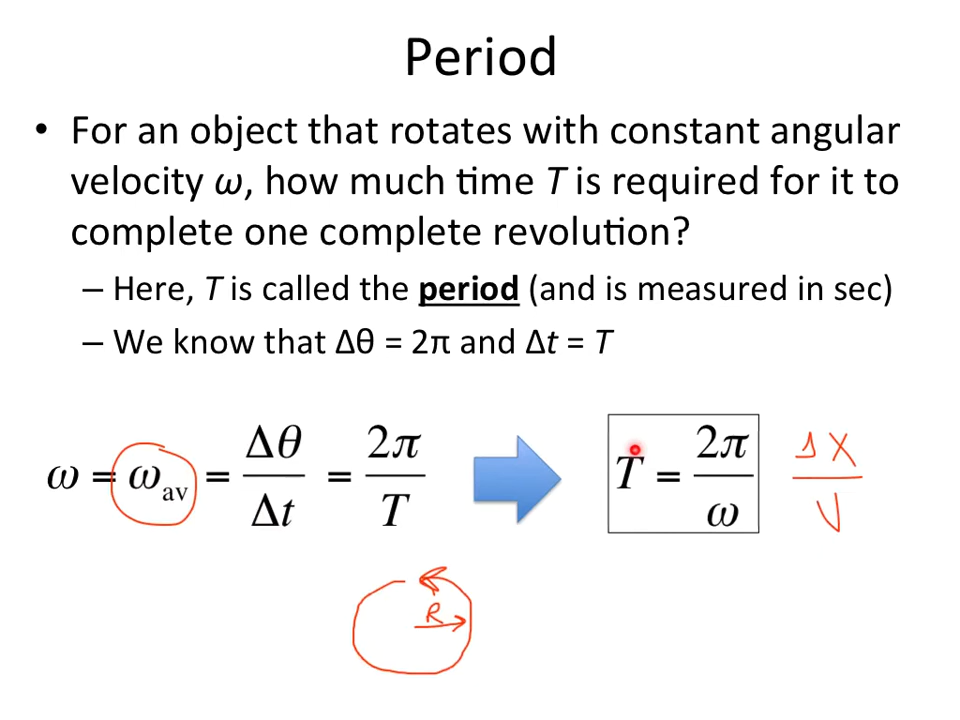 Period
• For an object that rotates with constant angular
velocity ω, how much time T is required for it to
complete one complete revolution?
– Here, T is called the period (and is measured in sec)
– We know that Δθ = 2π and Δt = T
ω = ω_av = Δθ/Δt = 2π/T T = 2π/ω ΔX/V
R